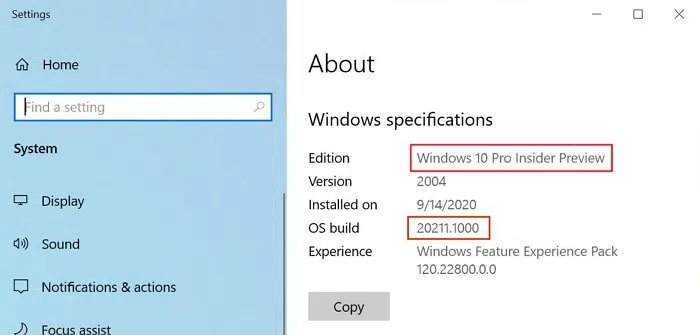 Settings
Home
Find a setting
System
Display
Sound
Notifications & actions
Focus assist
About
Windows specifications
Edition Windows 10 Pro Insider Preview
Version 2004
Installed on 9/14/2020
OS build 20211.1000
Experience Windows Feature Experience Pack
120.22800.0.0
Copy